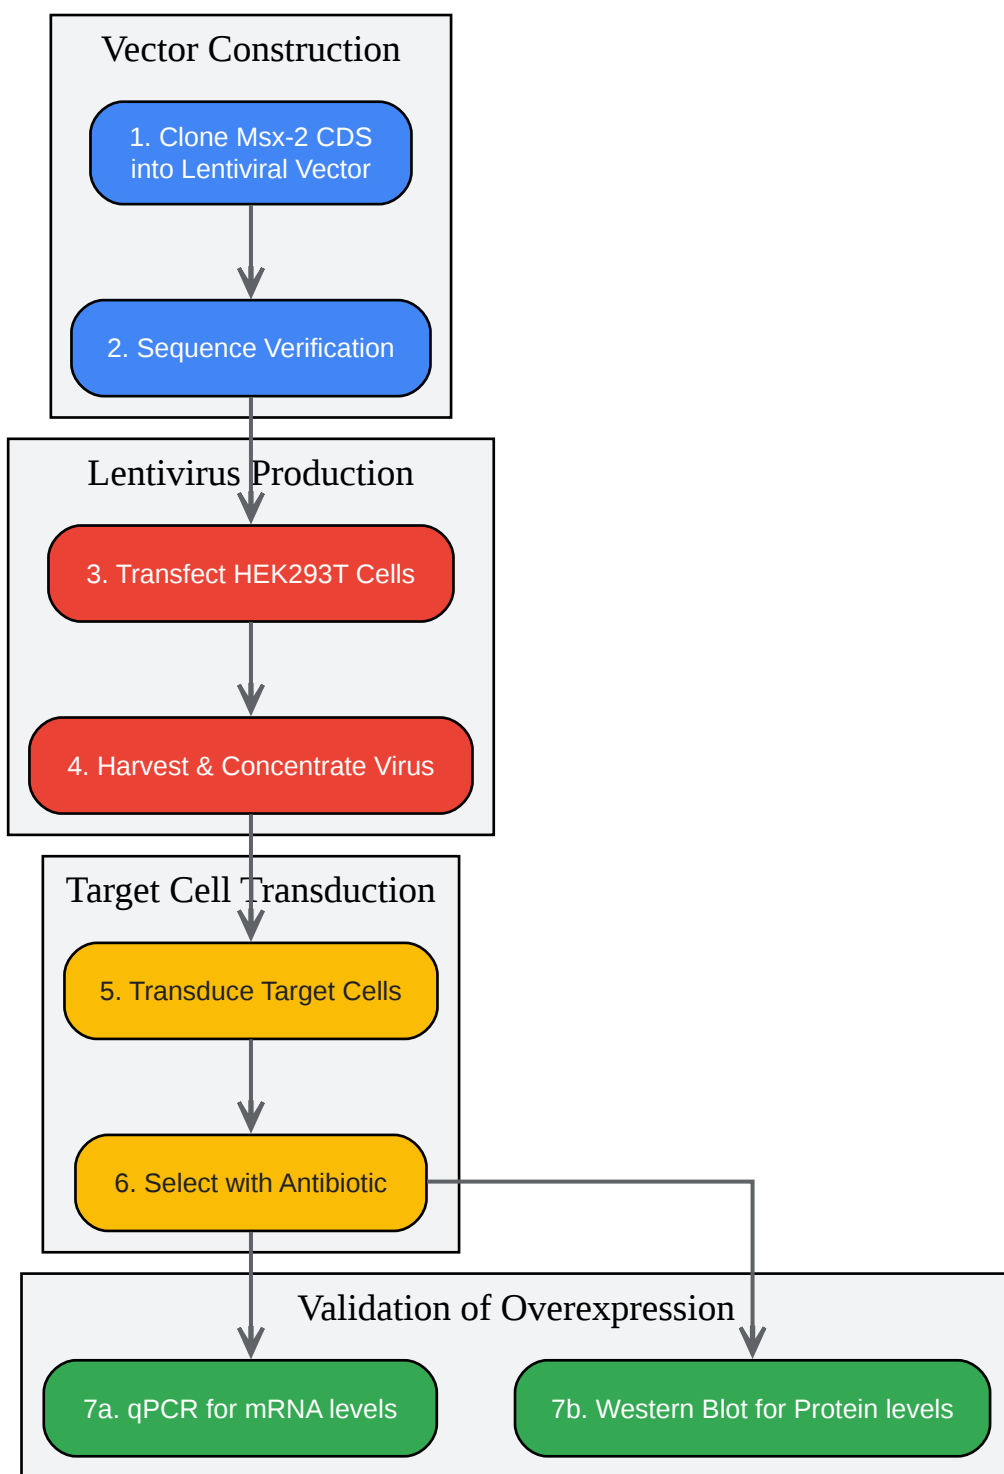 Vector Construction
1. Clone Msx-2 CDS
into Lentiviral Vector
2. Sequence Verification
Lentivirus Production
3. Transfect HEK293T Cells
4. Harvest & Concentrate Virus
Target Cell Transduction
5. Transduce Target Cells
6. Select with Antibiotic
Validation of Overexpression
7a. qPCR for mRNA levels
7b. Western Blot for Protein levels